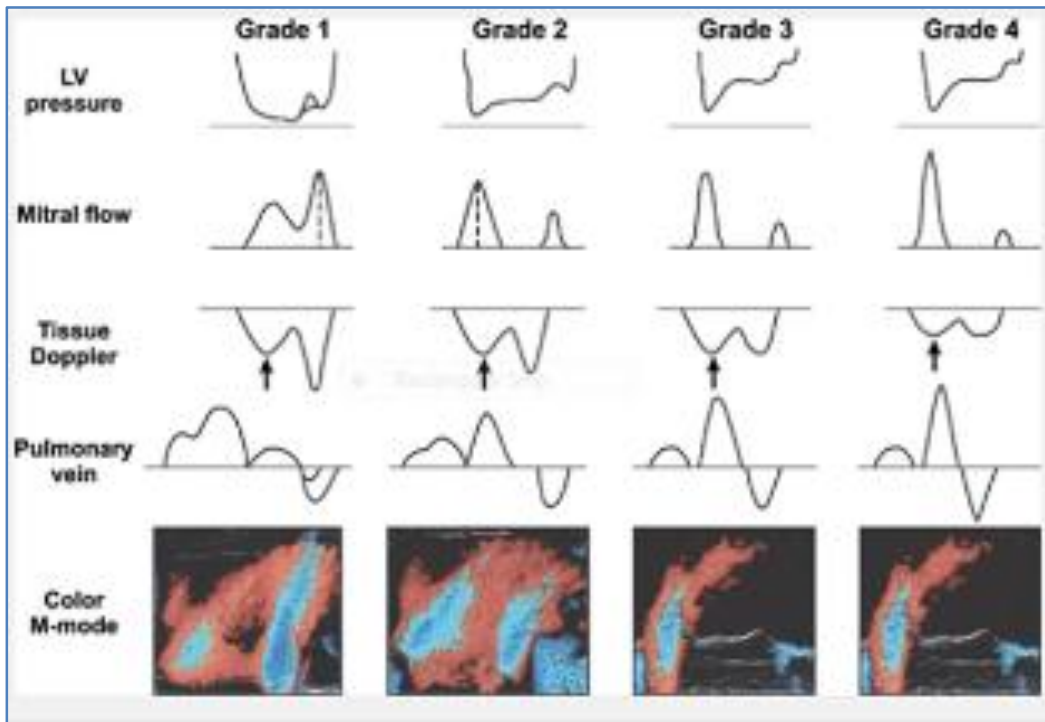 Grade 1 Grade 2 Grade 3 Grade 4
LV
pressure
Mitral flow
Tissue
Doppler
Pulmonary
vein
Color
M-mode